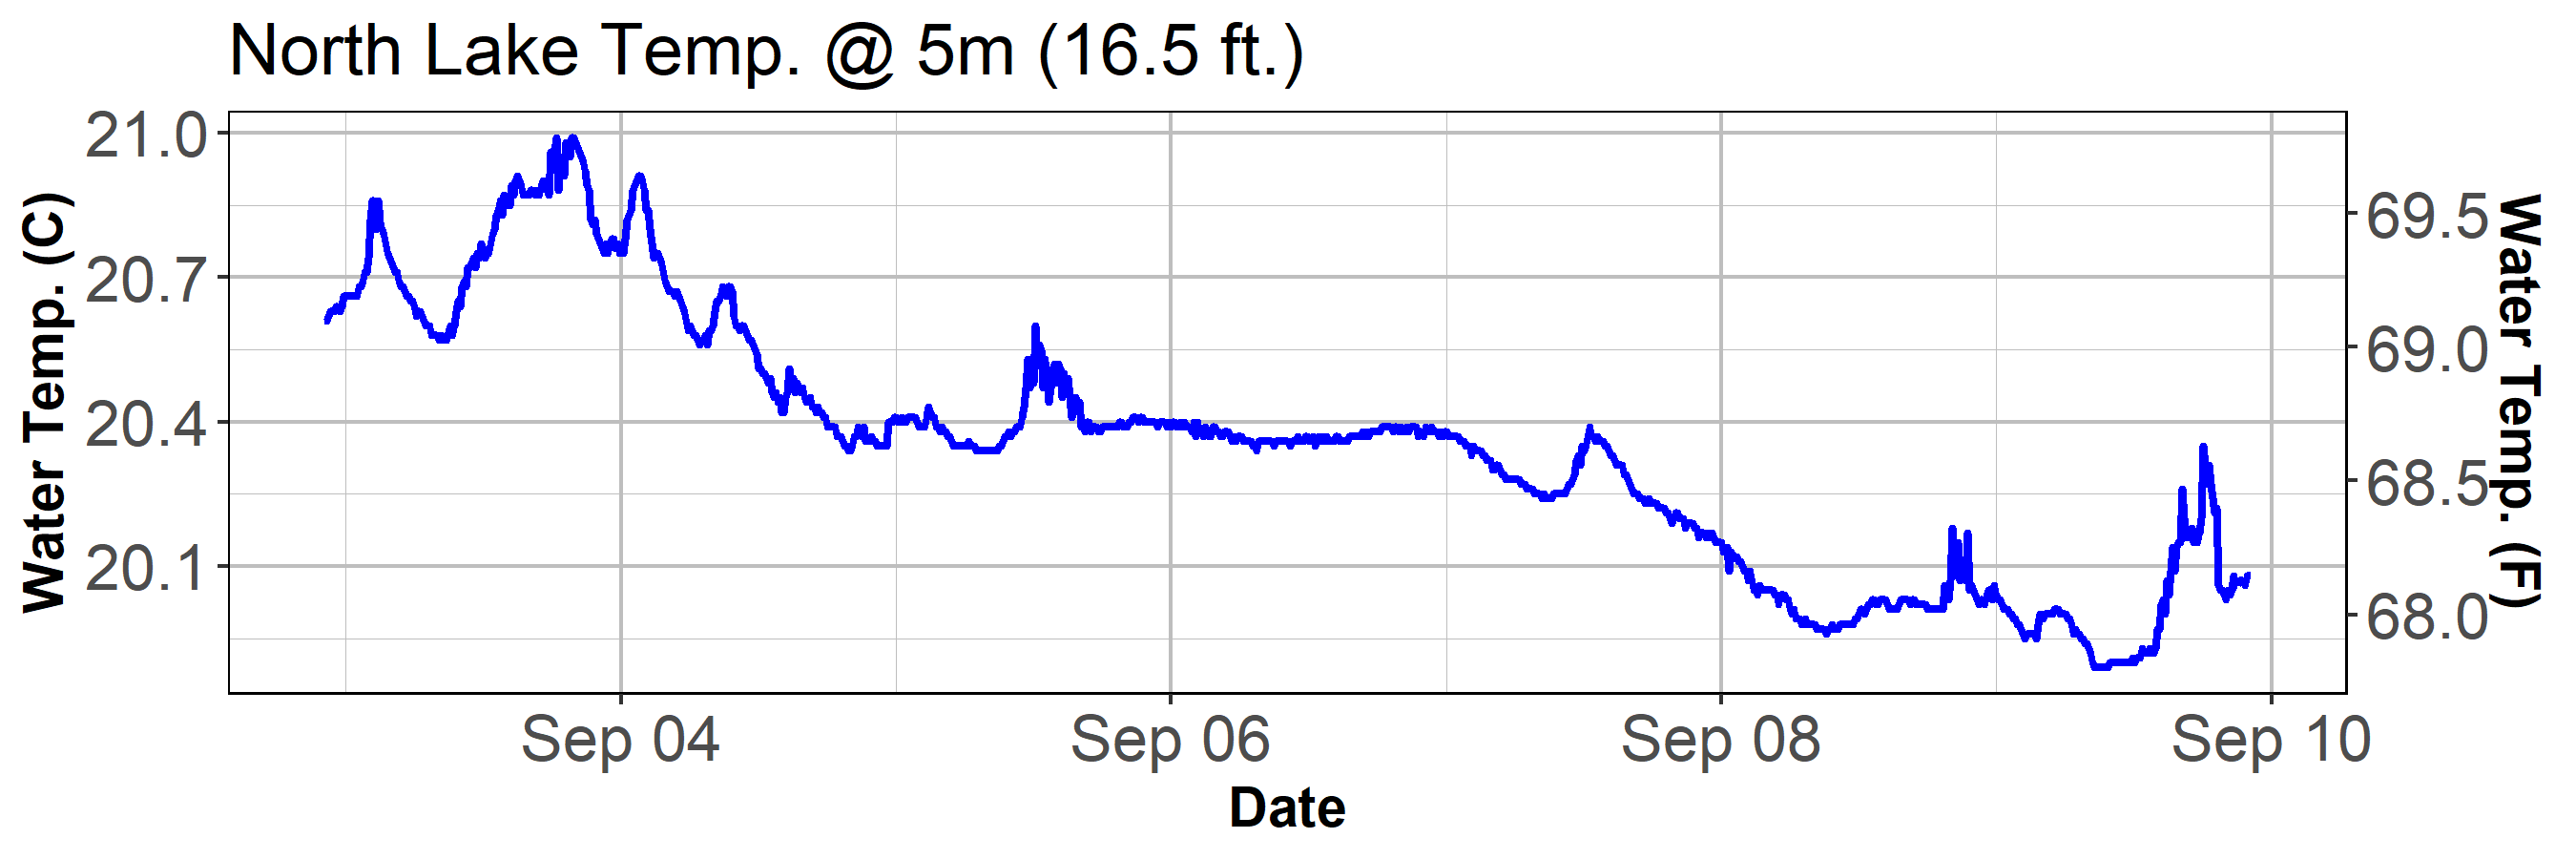 North Lake Temp. @ 5m (16.5 ft.)
Water Temp. (C)
21.0
20.7
20.4
20.1
69.5
69.0
68.5
68.0
Water Temp. (F)
Sep 04 Sep 06 Sep 08 Sep 10
Date